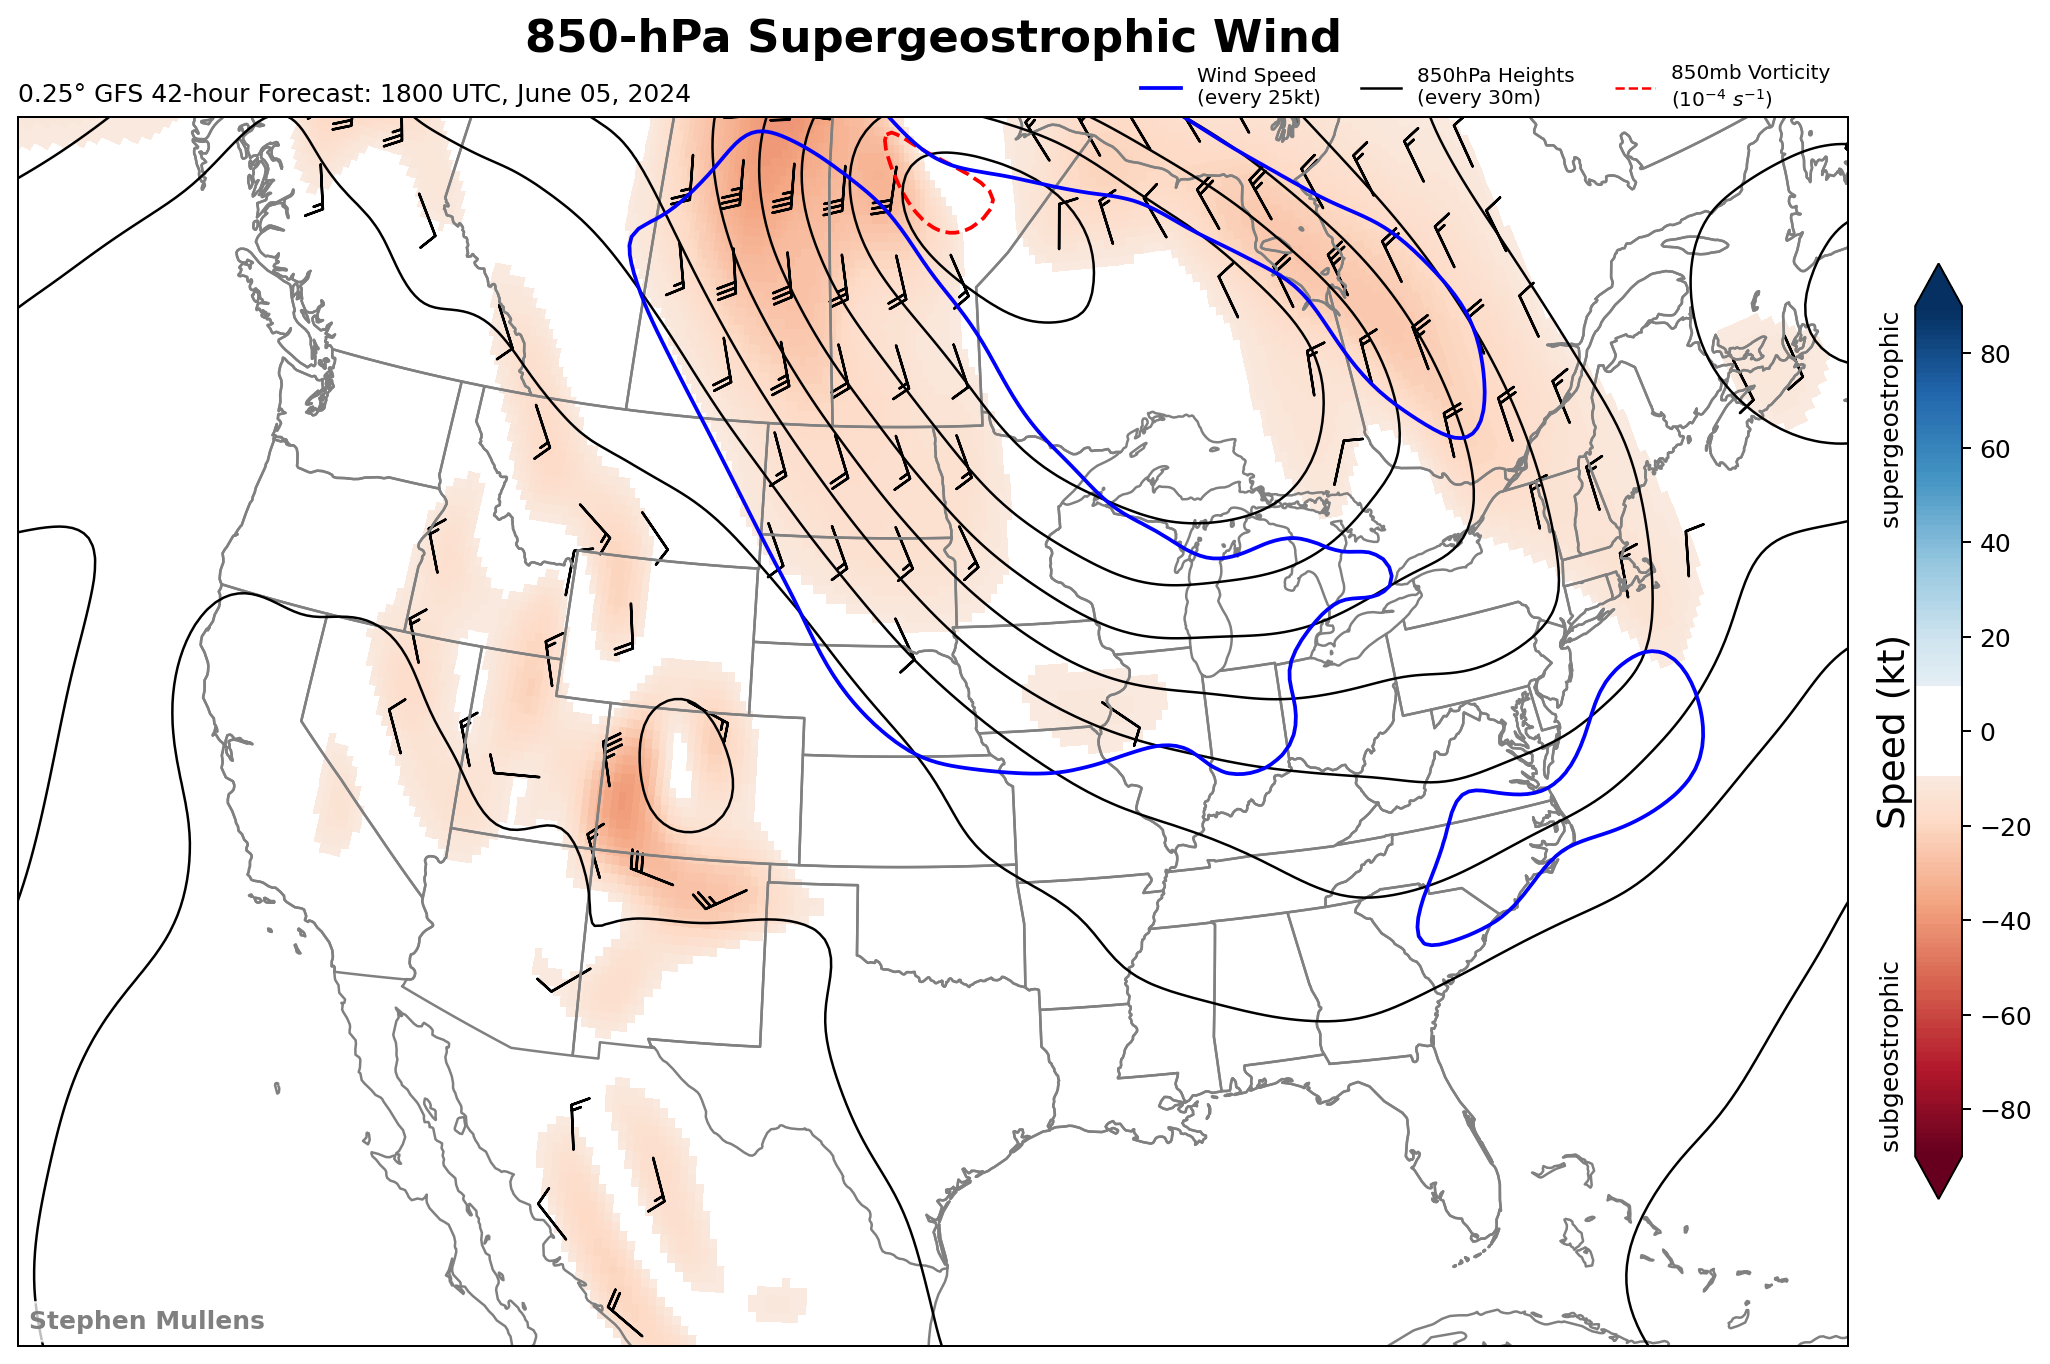 850-hPa Supergeostrophic Wind
0.25° GFS 42-hour Forecast: 1800 UTC, June 05, 2024
Wind Speed
(every 25kt)
850hPa Heights
(every 30m)
850mb Vorticity
(10⁻⁴ s⁻¹)
supergeostrophic
Speed (kt)
subgeostrophic
80
60
40
20
0
−20
−40
−60
−80
Stephen Mullens